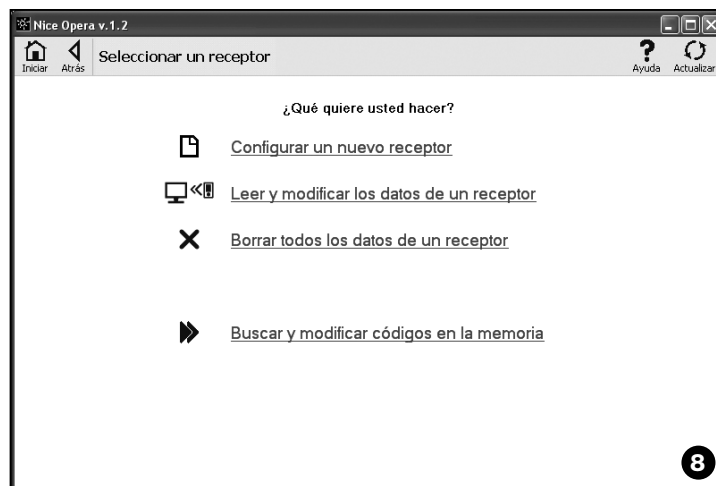 Nice Opera v.1.2
Iniciar Atrás Seleccionar un receptor Ayuda Actualizar
¿Qué quiere usted hacer?
Configurar un nuevo receptor
Leer y modificar los datos de un receptor
Borrar todos los datos de un receptor
Buscar y modificar códigos en la memoria
8